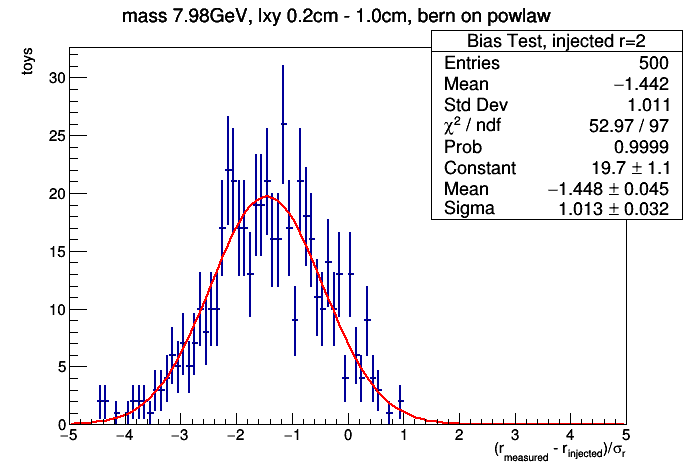 mass 7.98GeV, lxy 0.2cm - 1.0cm, bern on powlaw
Bias Test, injected r=2
Entries 500
Mean −1.442
Std Dev 1.011
χ² / ndf 52.97 / 97
Prob 0.9999
Constant 19.7 ± 1.1
Mean −1.448 ± 0.045
Sigma 1.013 ± 0.032
toys
30
25
20
15
10
5
0
−5 −4 −3 −2 −1 0 1 2 3 4 5
(r_measured - r_injected)/σ_r